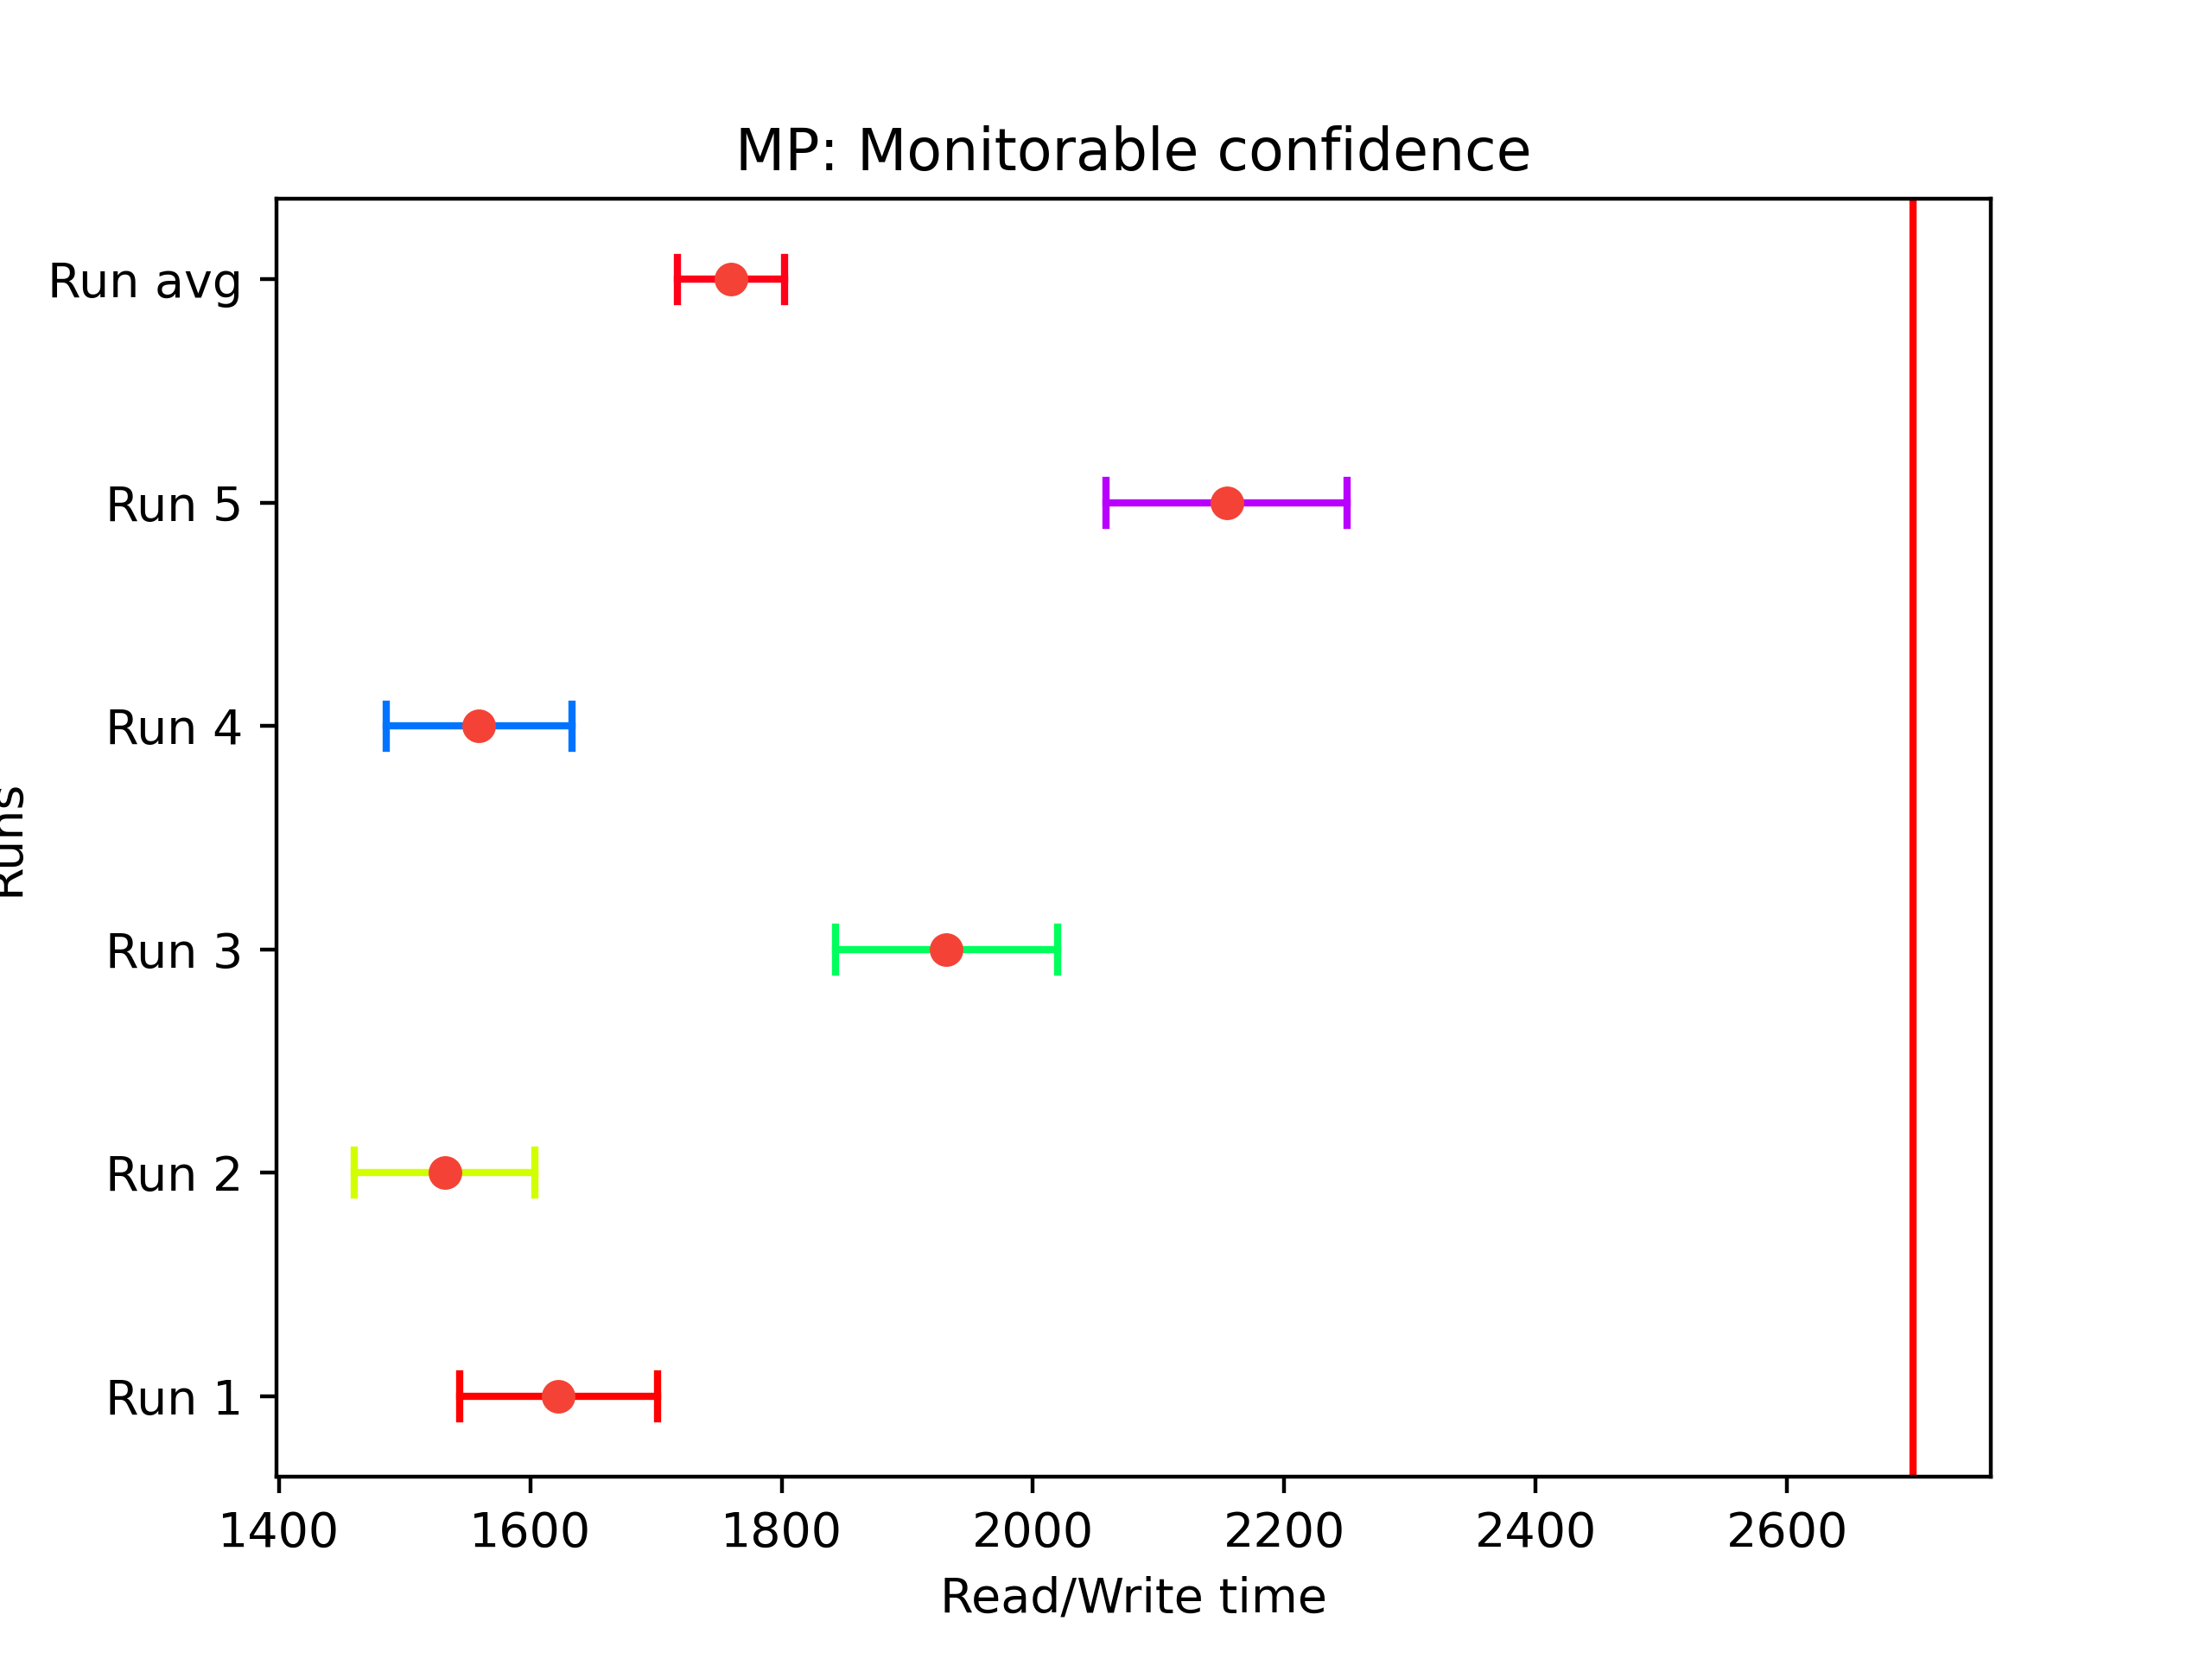 MP: Monitorable confidence
Run avg
Run 5
Run 4
Run 3
Run 2
Run 1
Runs
1400 1600 1800 2000 2200 2400 2600
Read/Write time